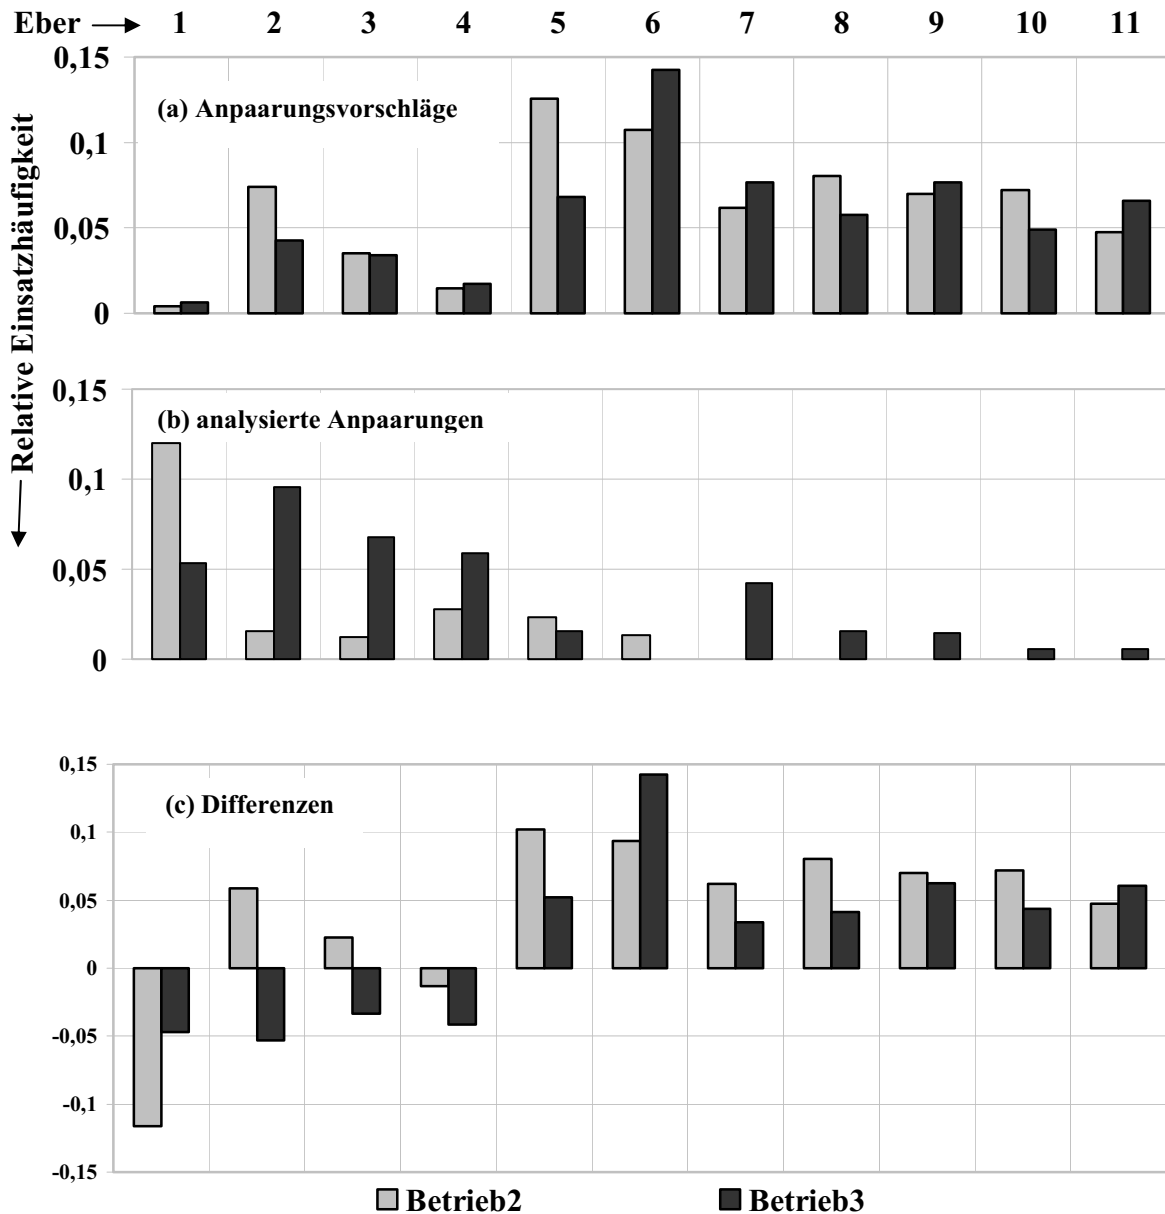 Eber 1 2 3 4 5 6 7 8 9 10 11
Relative Einsatzhäufigkeit
0,15
(a) Anpaarungsvorschläge
0,1
0,05
0
0,15
(b) analysierte Anpaarungen
0,1
0,05
0
0,15
(c) Differenzen
0,1
0,05
0
-0,05
-0,1
-0,15
Betrieb2 Betrieb3